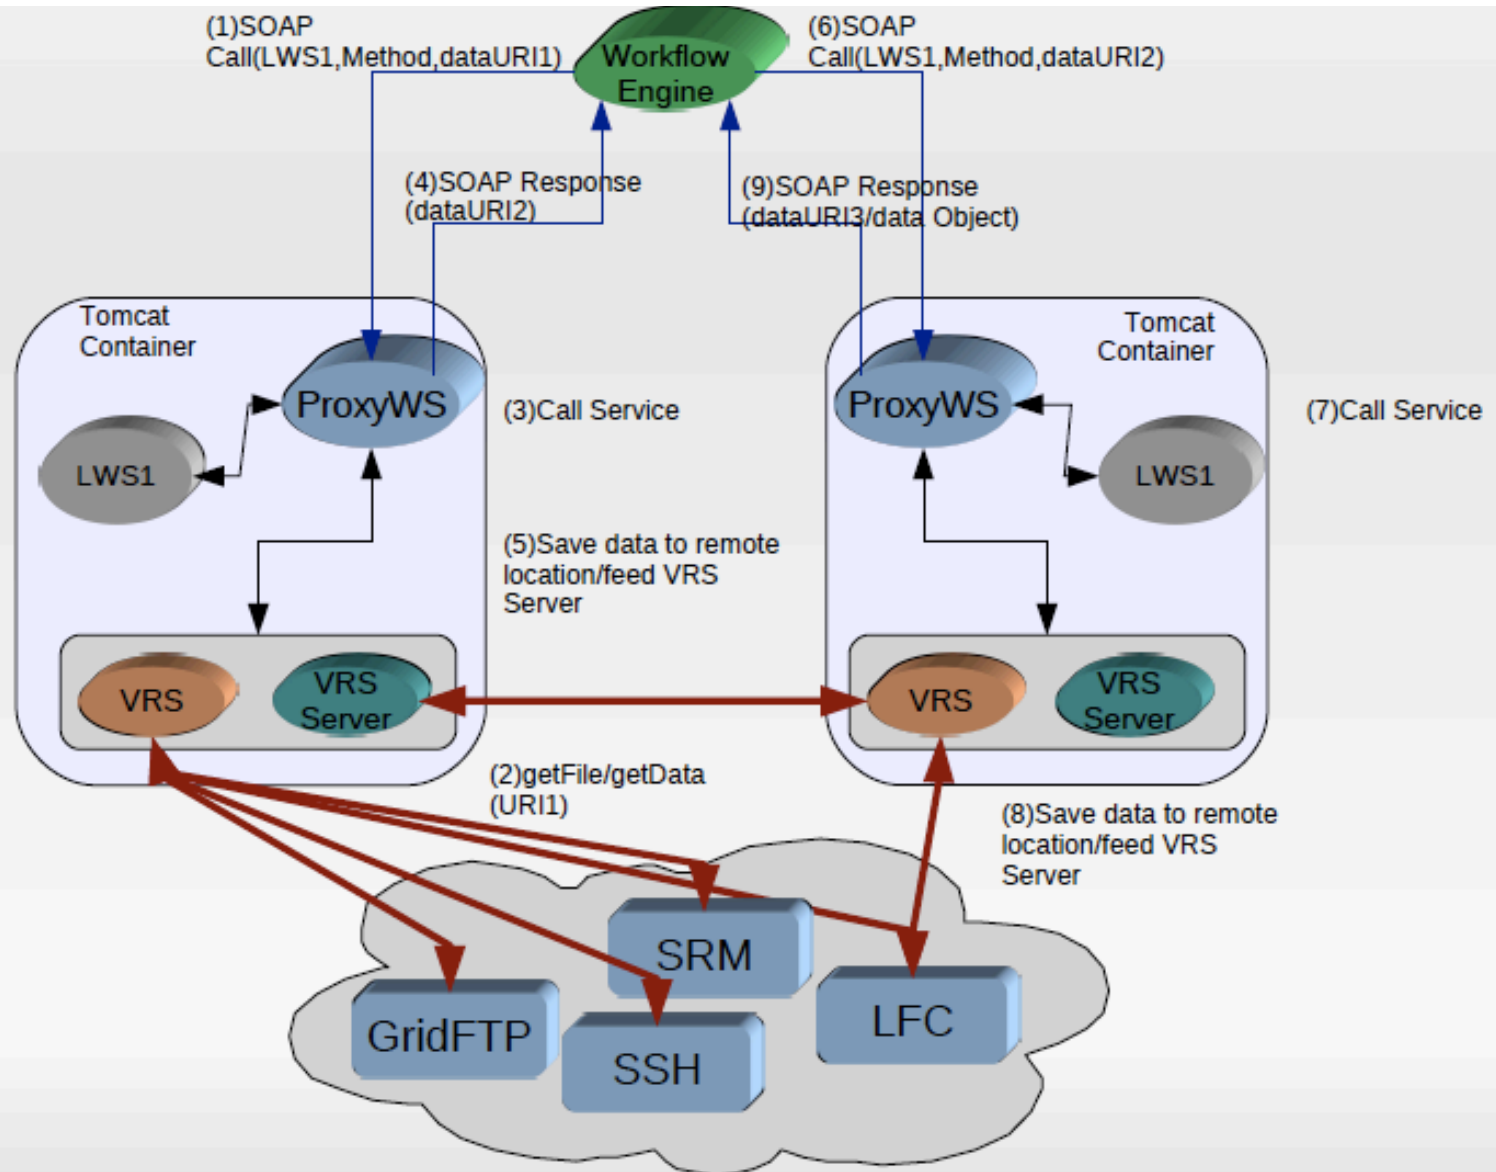 (1)SOAP
Call(LWS1,Method,dataURI1)
Workflow
Engine
(6)SOAP
Call(LWS1,Method,dataURI2)
(4)SOAP Response
(dataURI2)
(9)SOAP Response
(dataURI3/data Object)
Tomcat
Container
ProxyWS
LWS1
(3)Call Service
Tomcat
Container
ProxyWS
LWS1
(7)Call Service
(5)Save data to remote
location/feed VRS
Server
VRS
VRS
Server
VRS
VRS
Server
(2)getFile/getData
(URI1)
(8)Save data to remote
location/feed VRS
Server
SRM
GridFTP
SSH
LFC